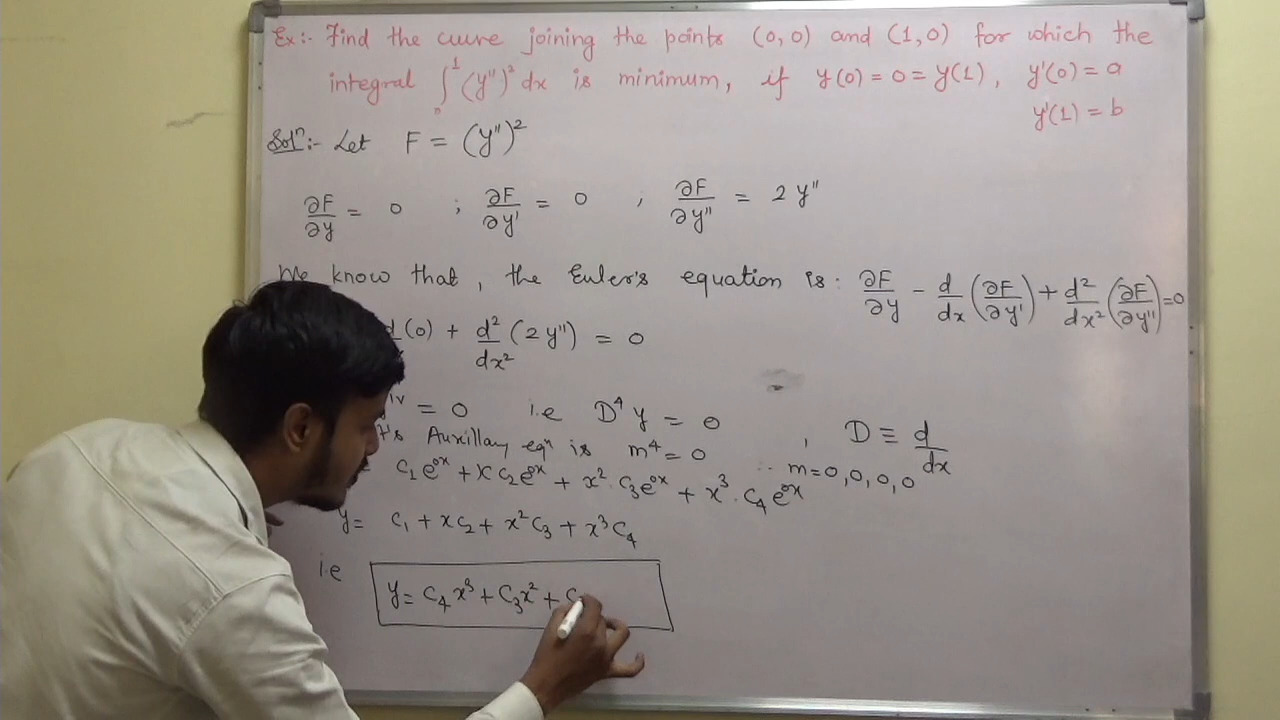 Ex:- Find the curve joining the points (0,0) and (1,0) for which the
integral ∫₀¹ (y'')² dx is minimum, if y(0) = 0 = y(1), y'(0) = a
y'(1) = b
Solⁿ:- Let F = (y'')²
∂F/∂y = 0 ; ∂F/∂y' = 0 ; ∂F/∂y'' = 2y''
We know that, the Euler's equation is: ∂F/∂y - d/dx (∂F/∂y') + d²/dx² (∂F/∂y'') = 0
(0) + d²/dx² (2y'') = 0
iv = 0 i.e D⁴y = 0 , D ≡ d/dx
Auxillary eqⁿ is m⁴ = 0 ∴ m = 0,0,0,0
C₁e⁰ˣ + xC₂e⁰ˣ + x².C₃e⁰ˣ + x³.C₄e⁰ˣ
y = C₁ + xC₂ + x²C₃ + x³C₄
i.e y = C₄x³ + C₃x² + C